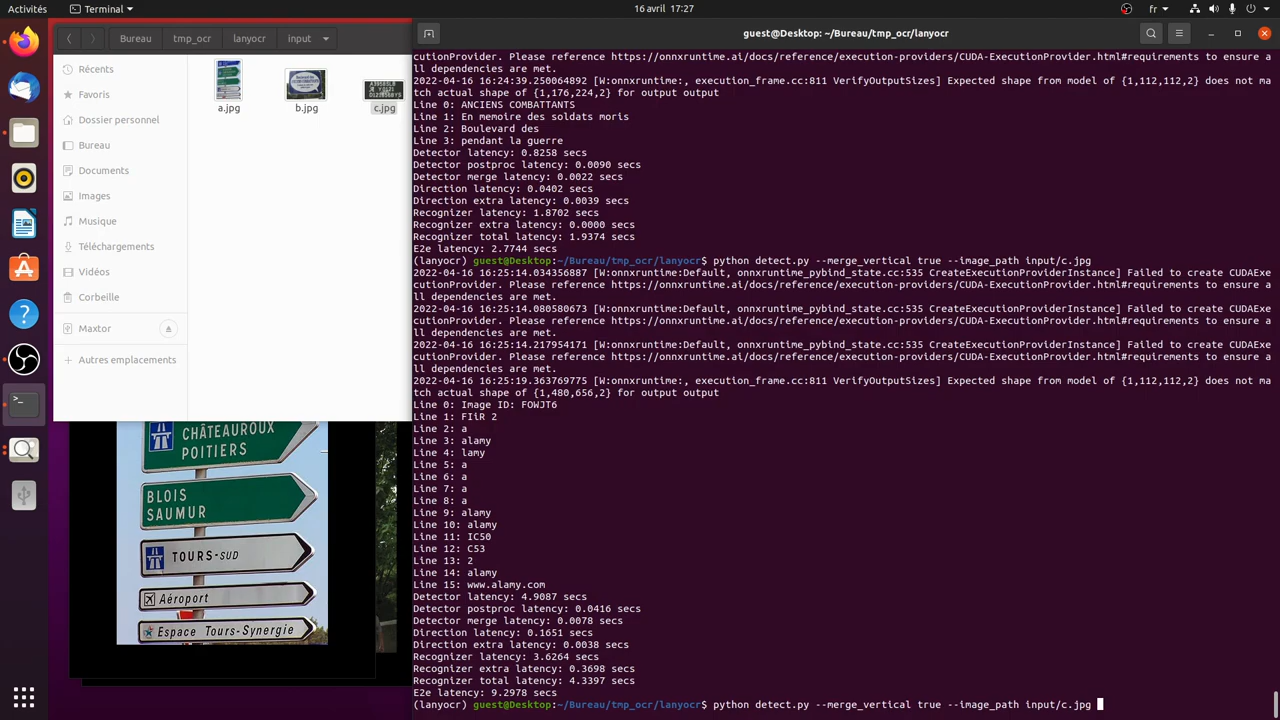 Activités
Terminal
16 avril 17:27
fr
Bureau
tmp_ocr
lanyocr
input
guest@Desktop: ~/Bureau/tmp_ocr/lanyocr
Récents
Favoris
Dossier personnel
Bureau
Documents
Images
Musique
Téléchargements
Vidéos
Corbeille
Maxtor
Autres emplacements
a.jpg
b.jpg
c.jpg
CHÂTEAUROUX
POITIERS
BLOIS
SAUMUR
TOURS-SUD
Aéroport
Espace Tours-Synergie
cutionProvider. Please reference https://onnxruntime.ai/docs/reference/execution-providers/CUDA-ExecutionProvider.html#requirements to ensure a
ll dependencies are met.
2022-04-16 16:24:39.250064892 [W:onnxruntime:, execution_frame.cc:811 VerifyOutputSizes] Expected shape from model of {1,112,112,2} does not ma
tch actual shape of {1,176,224,2} for output output
Line 0: ANCIENS COMBATTANTS
Line 1: En memoire des soldats moris
Line 2: Boulevard des
Line 3: pendant la guerre
Detector latency: 0.8258 secs
Detector postproc latency: 0.0090 secs
Detector merge latency: 0.0022 secs
Direction latency: 0.0402 secs
Direction extra latency: 0.0039 secs
Recognizer latency: 1.8702 secs
Recognizer extra latency: 0.0000 secs
Recognizer total latency: 1.9374 secs
E2e latency: 2.7744 secs
(lanyocr) guest@Desktop:~/Bureau/tmp_ocr/lanyocr$ python detect.py --merge_vertical true --image_path input/c.jpg
2022-04-16 16:25:14.034356887 [W:onnxruntime:Default, onnxruntime_pybind_state.cc:535 CreateExecutionProviderInstance] Failed to create CUDAExe
cutionProvider. Please reference https://onnxruntime.ai/docs/reference/execution-providers/CUDA-ExecutionProvider.html#requirements to ensure a
ll dependencies are met.
2022-04-16 16:25:14.080580673 [W:onnxruntime:Default, onnxruntime_pybind_state.cc:535 CreateExecutionProviderInstance] Failed to create CUDAExe
cutionProvider. Please reference https://onnxruntime.ai/docs/reference/execution-providers/CUDA-ExecutionProvider.html#requirements to ensure a
ll dependencies are met.
2022-04-16 16:25:14.217954171 [W:onnxruntime:Default, onnxruntime_pybind_state.cc:535 CreateExecutionProviderInstance] Failed to create CUDAExe
cutionProvider. Please reference https://onnxruntime.ai/docs/reference/execution-providers/CUDA-ExecutionProvider.html#requirements to ensure a
ll dependencies are met.
2022-04-16 16:25:19.363769775 [W:onnxruntime:, execution_frame.cc:811 VerifyOutputSizes] Expected shape from model of {1,112,112,2} does not ma
tch actual shape of {1,480,656,2} for output output
Line 0: Image ID: FOWJT6
Line 1: FIiR 2
Line 2: a
Line 3: alamy
Line 4: lamy
Line 5: a
Line 6: a
Line 7: a
Line 8: a
Line 9: alamy
Line 10: alamy
Line 11: IC50
Line 12: C53
Line 13: 2
Line 14: alamy
Line 15: www.alamy.com
Detector latency: 4.9087 secs
Detector postproc latency: 0.0416 secs
Detector merge latency: 0.0078 secs
Direction latency: 0.1651 secs
Direction extra latency: 0.0038 secs
Recognizer latency: 3.6264 secs
Recognizer extra latency: 0.3698 secs
Recognizer total latency: 4.3397 secs
E2e latency: 9.2978 secs
(lanyocr) guest@Desktop:~/Bureau/tmp_ocr/lanyocr$ python detect.py --merge_vertical true --image_path input/c.jpg